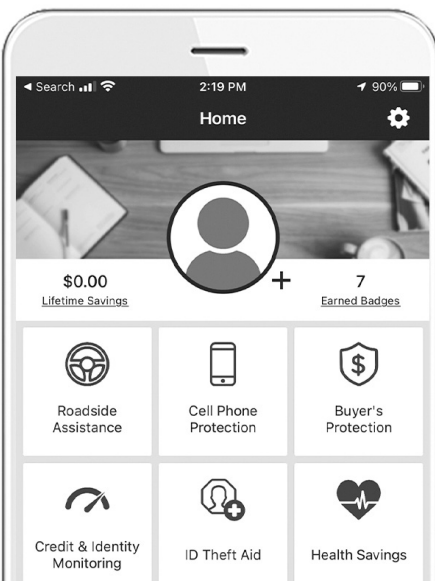 Search 2:19 PM 90%
Home
$0.00 7
Lifetime Savings Earned Badges
$
Roadside Cell Phone Buyer's
Assistance Protection Protection
Credit & Identity ID Theft Aid Health Savings
Monitoring